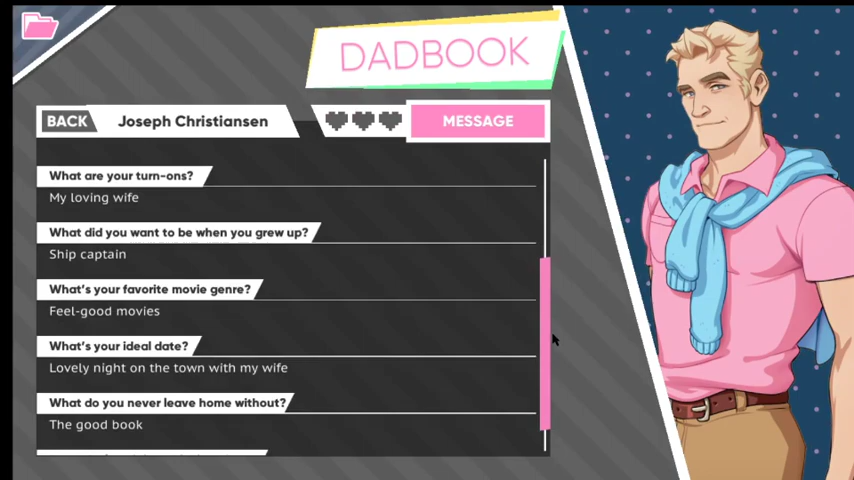 DADBOOK
BACK
Joseph Christiansen
MESSAGE
What are your turn-ons?
My loving wife
What did you want to be when you grew up?
Ship captain
What's your favorite movie genre?
Feel-good movies
What's your ideal date?
Lovely night on the town with my wife
What do you never leave home without?
The good book